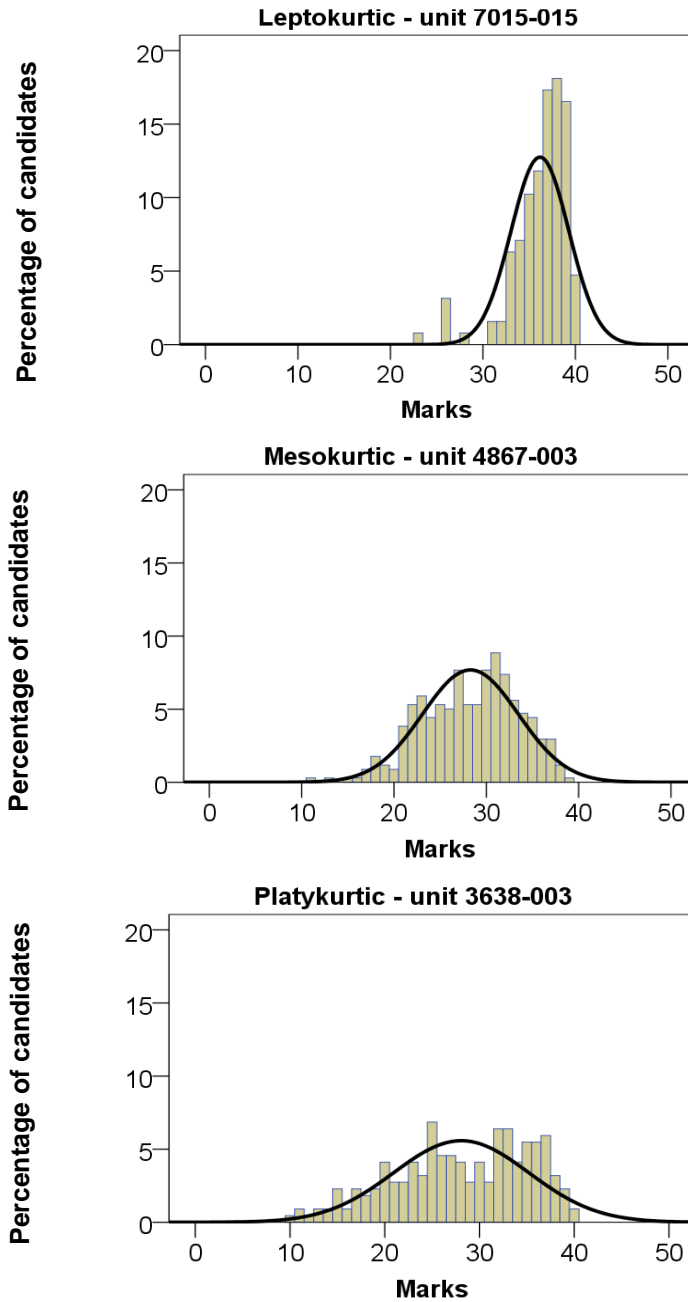 Leptokurtic - unit 7015-015
Percentage of candidates
20
15
10
5
0
0 10 20 30 40 50
Marks
Mesokurtic - unit 4867-003
Percentage of candidates
20
15
10
5
0
0 10 20 30 40 50
Marks
Platykurtic - unit 3638-003
Percentage of candidates
20
15
10
5
0
0 10 20 30 40 50
Marks